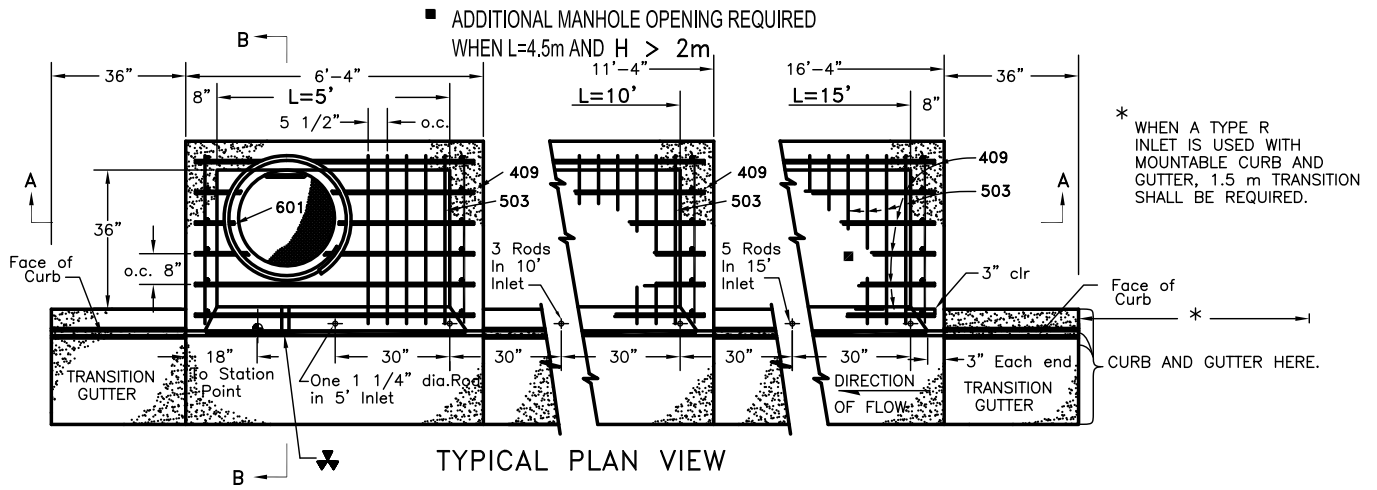 ■ ADDITIONAL MANHOLE OPENING REQUIRED
WHEN L=4.5m AND H > 2m
B
36”
6’-4”
11’-4”
16’-4”
36”
8”
L=5’
L=10’
L=15’
8”
5 1/2” o.c.
*
WHEN A TYPE R
INLET IS USED WITH
MOUNTABLE CURB AND
GUTTER, 1.5 m TRANSITION
SHALL BE REQUIRED.
A
409
503
409
503
409
503
A
36”
601
o.c. 8”
Face of
Curb
3 Rods
In 10’
Inlet
5 Rods
In 15’
Inlet
■
3” clr
Face of
Curb
*
18”
to Station
Point
30”
30”
30”
30”
30”
3” Each end
CURB AND GUTTER HERE.
One 1 1/4” dia.Rod
in 5’ Inlet
TRANSITION
GUTTER
DIRECTION
OF FLOW
TRANSITION
GUTTER
B
TYPICAL PLAN VIEW